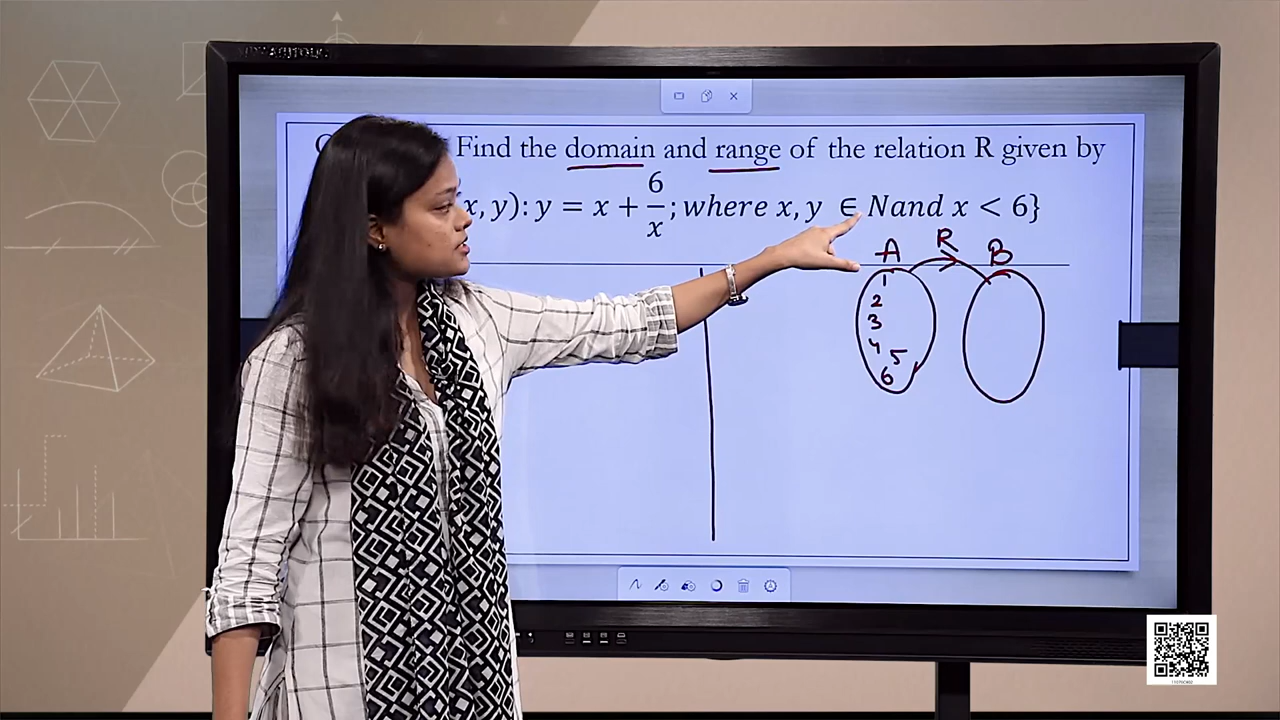 Find the domain and range of the relation R given by
x, y): y = x + 6/x ; where x, y ∈ Nand x < 6}
A R B
1
2
3
4 5
6